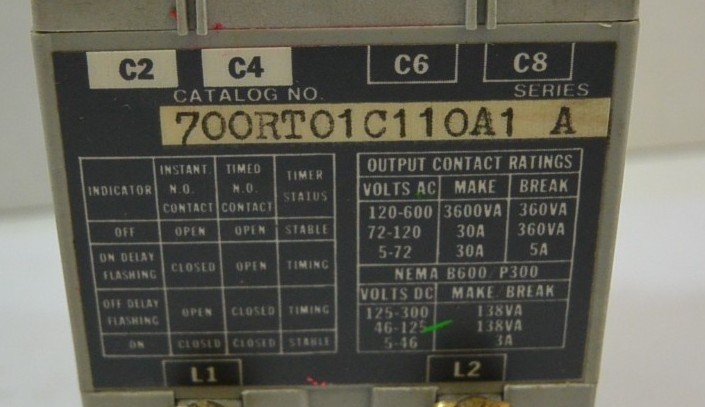 C2 C4 C6 C8
CATALOG NO. SERIES
700RT01C110A1 A
INDICATOR INSTANT. N.O. CONTACT TIMED N.O. CONTACT TIMER STATUS
OFF OPEN OPEN STABLE
ON DELAY FLASHING CLOSED OPEN TIMING
OFF DELAY FLASHING OPEN CLOSED TIMING
ON CLOSED CLOSED STABLE
OUTPUT CONTACT RATINGS
VOLTS AC MAKE BREAK
120-600 3600VA 360VA
72-120 30A 360VA
5-72 30A 5A
NEMA B600/P300
VOLTS DC MAKE/BREAK
125-300 138VA
46-125 138VA
5-46 3A
L1 L2